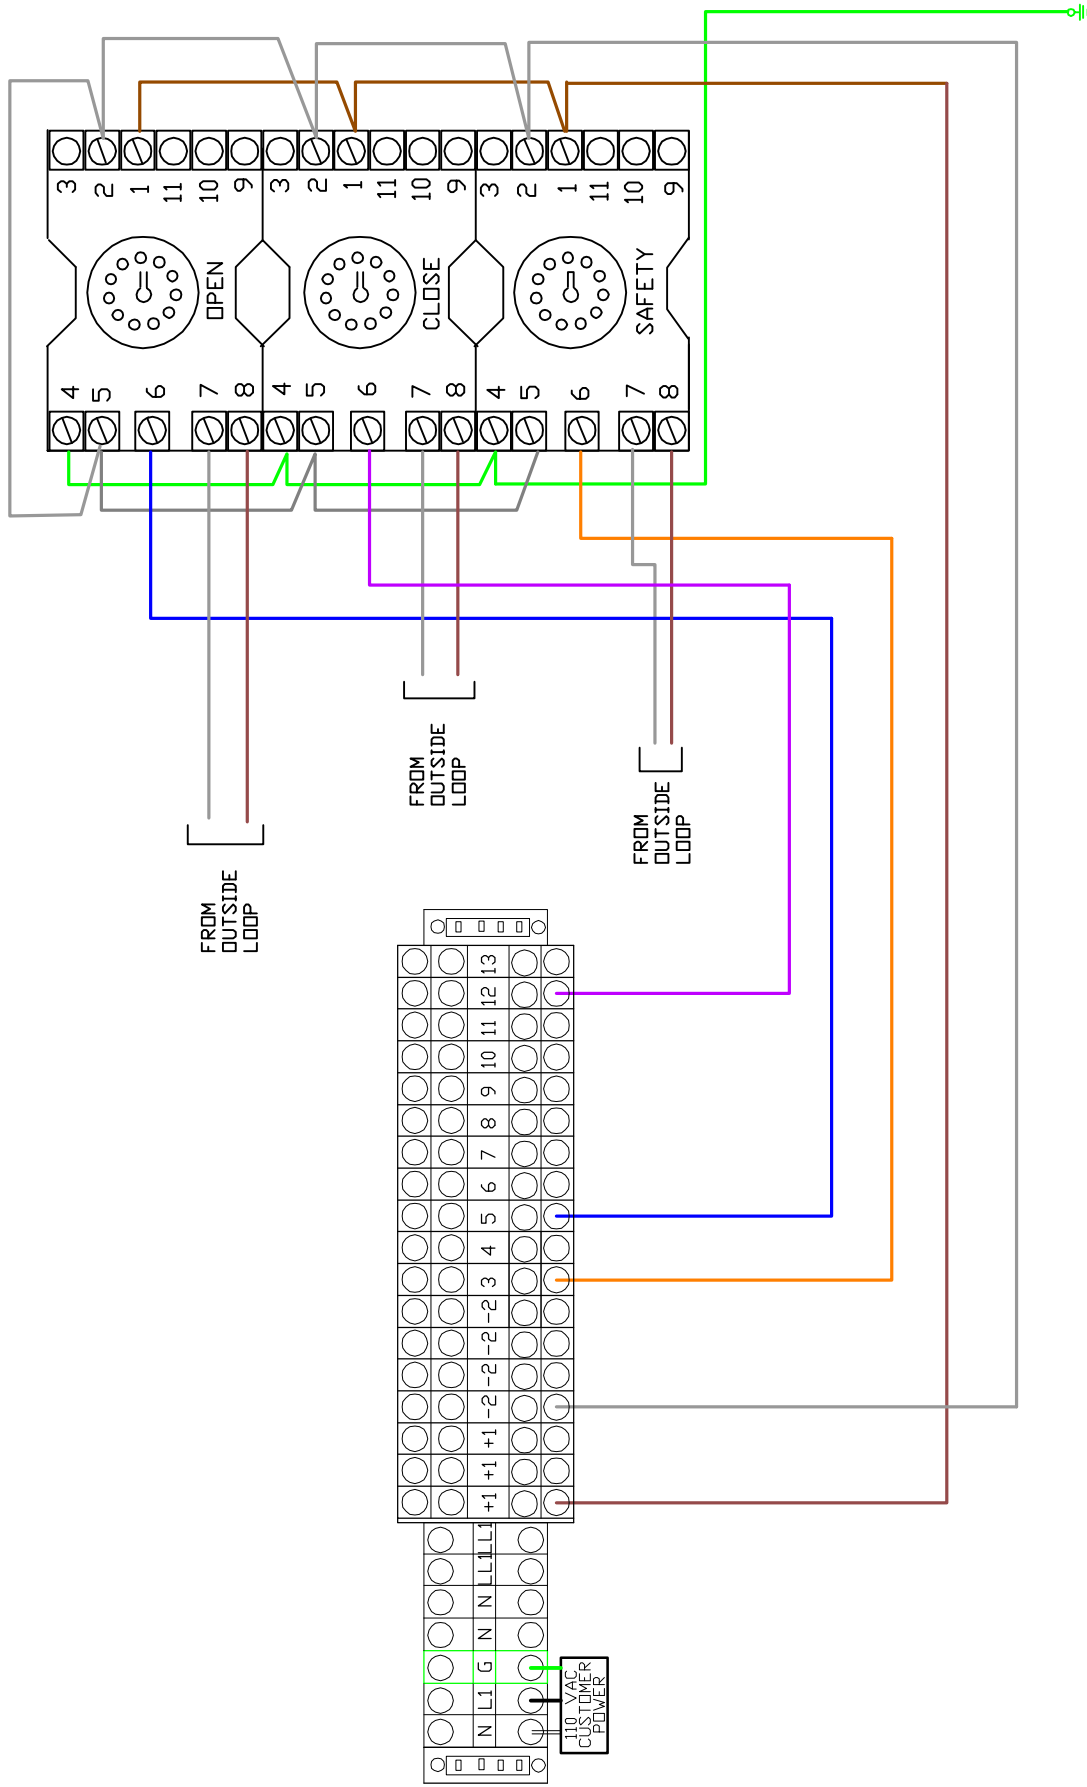 3 2 1 11 10 9 3 2 1 11 10 9 3 2 1 11 10 9
OPEN
CLOSE
SAFETY
4 5 6 7 8 4 5 6 7 8 4 5 6 7 8
FROM
OUTSIDE
LOOP
FROM
OUTSIDE
LOOP
FROM
OUTSIDE
LOOP
13
12
11
10
9
8
7
6
5
4
3
-2
-2
-2
-2
+1
+1
+1
LL1
LL1
N
N
G
L1
N
110 VAC
CUSTOMER
POWER